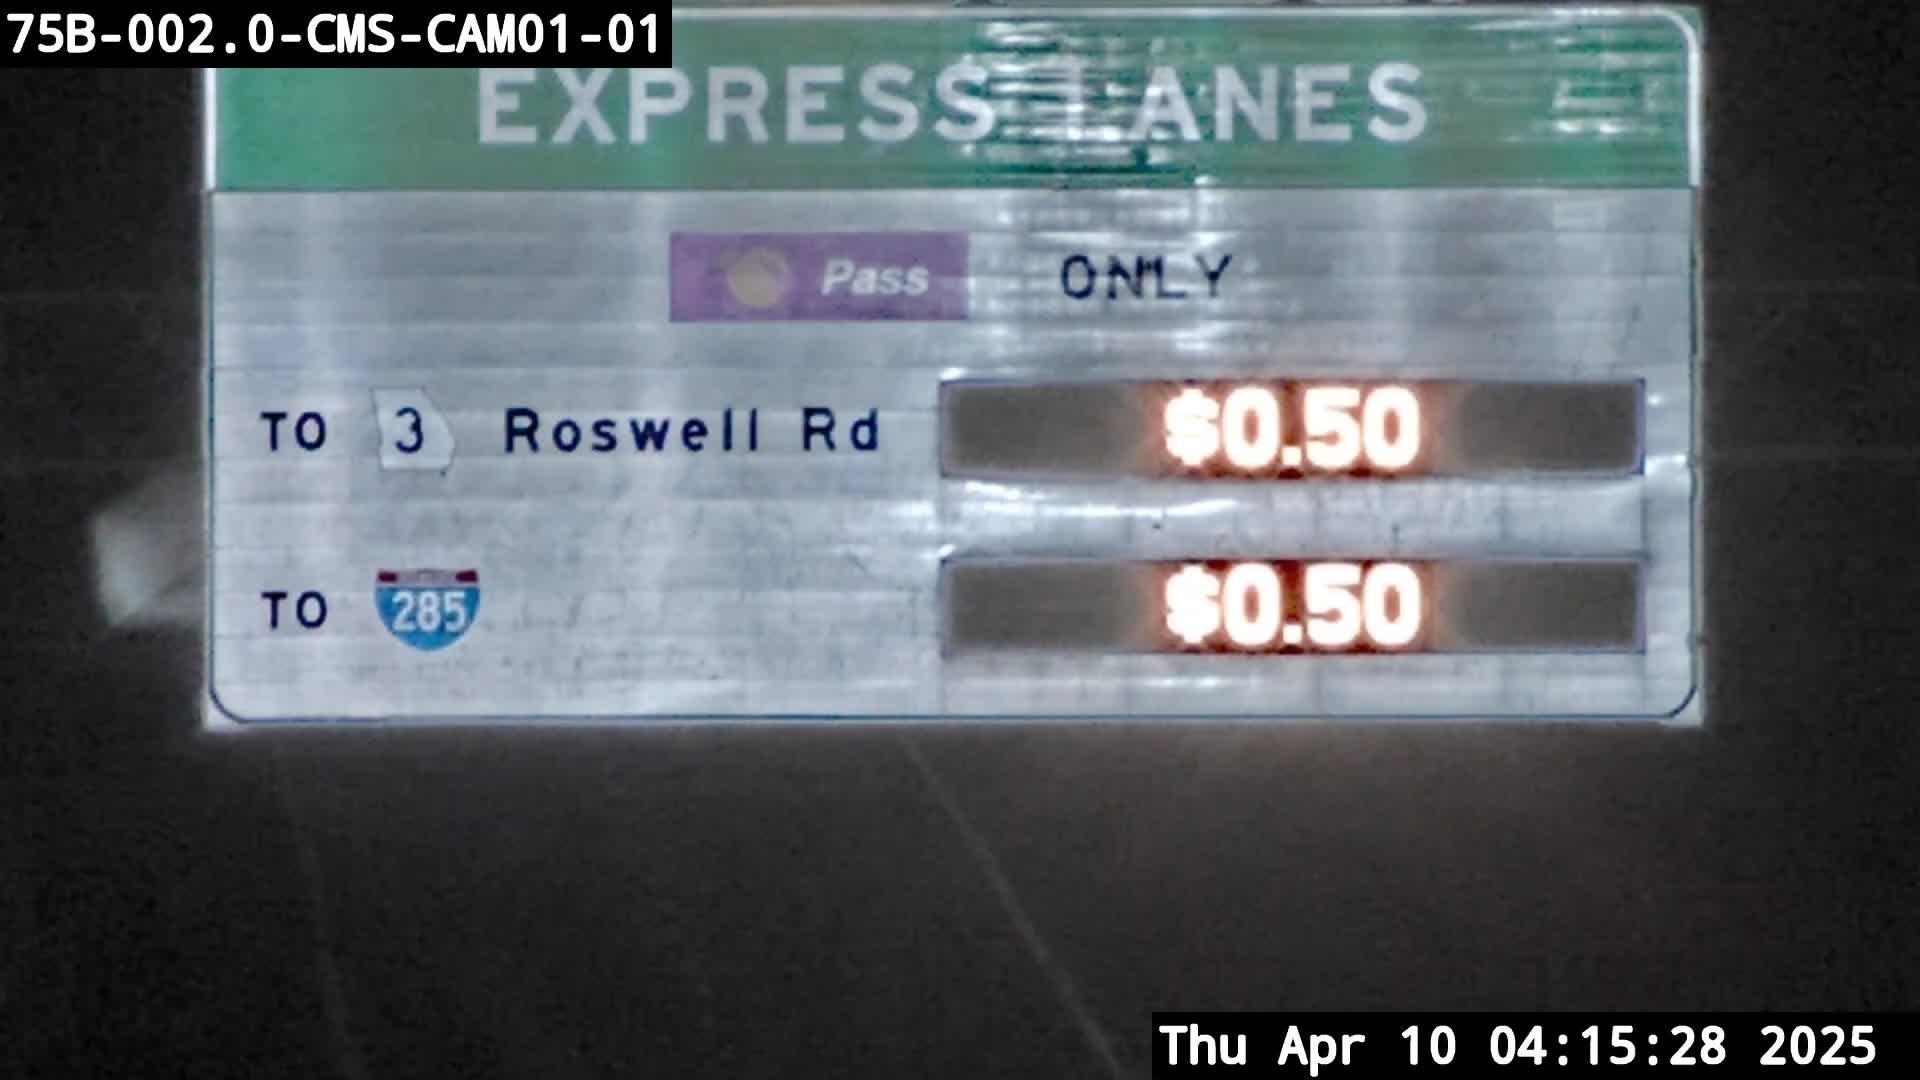 75B-002.0-CMS-CAM01-01
EXPRESS LANES
Pass ONLY
TO 3 Roswell Rd $0.50
TO 285 $0.50
Thu Apr 10 04:15:28 2025